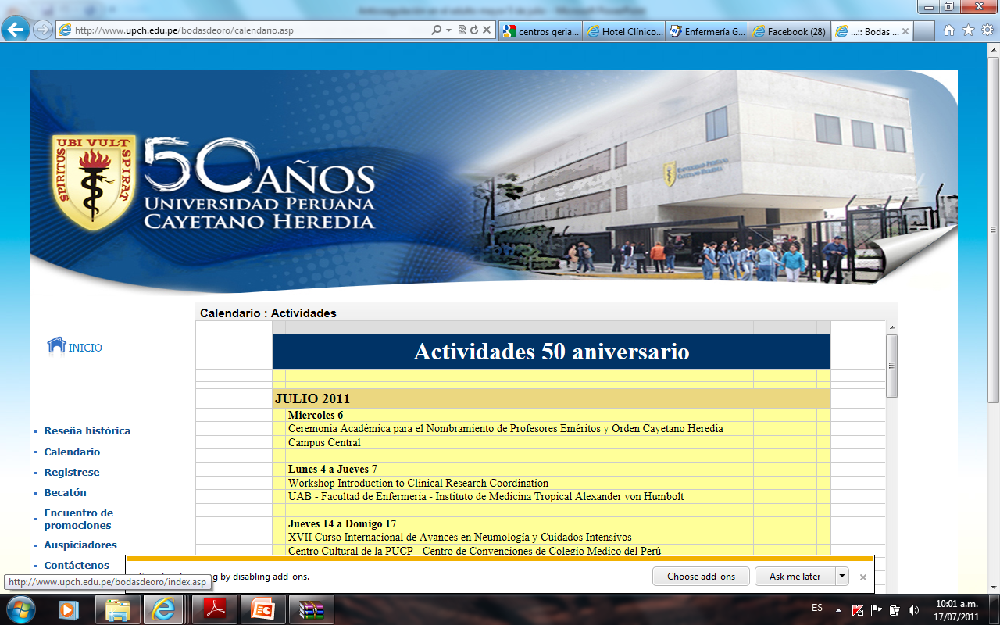 Anticoagulación en el adulto mayor 5 de julio - Microsoft PowerPoint
http://www.upch.edu.pe/bodasdeoro/calendario.asp
centros geria...
Hotel Clínico...
Enfermería G...
Facebook (28)
...:: Bodas ...
UBI VULT
SPIRITUS
SPIRAT
50 AÑOS
UNIVERSIDAD PERUANA
CAYETANO HEREDIA
UNIVERSIDAD PERUANA
CAYETANO HEREDIA
Calendario : Actividades
INICIO
Actividades 50 aniversario
JULIO 2011
Miercoles 6
Ceremonia Académica para el Nombramiento de Profesores Eméritos y Orden Cayetano Heredia
Campus Central
Lunes 4 a Jueves 7
Workshop Introduction to Clinical Research Coordination
UAB - Facultad de Enfermeria - Instituto de Medicina Tropical Alexander von Humbolt
Jueves 14 a Domigo 17
XVII Curso Internacional de Avances en Neumología y Cuidados Intensivos
Centro Cultural de la PUCP - Centro de Convenciones de Colegio Medico del Perú
Reseña histórica
Calendario
Registrese
Becatón
Encuentro de
promociones
Auspiciadores
Contáctenos
by disabling add-ons.
Choose add-ons
Ask me later
http://www.upch.edu.pe/bodasdeoro/index.asp
ES
10:01 a.m.
17/07/2011